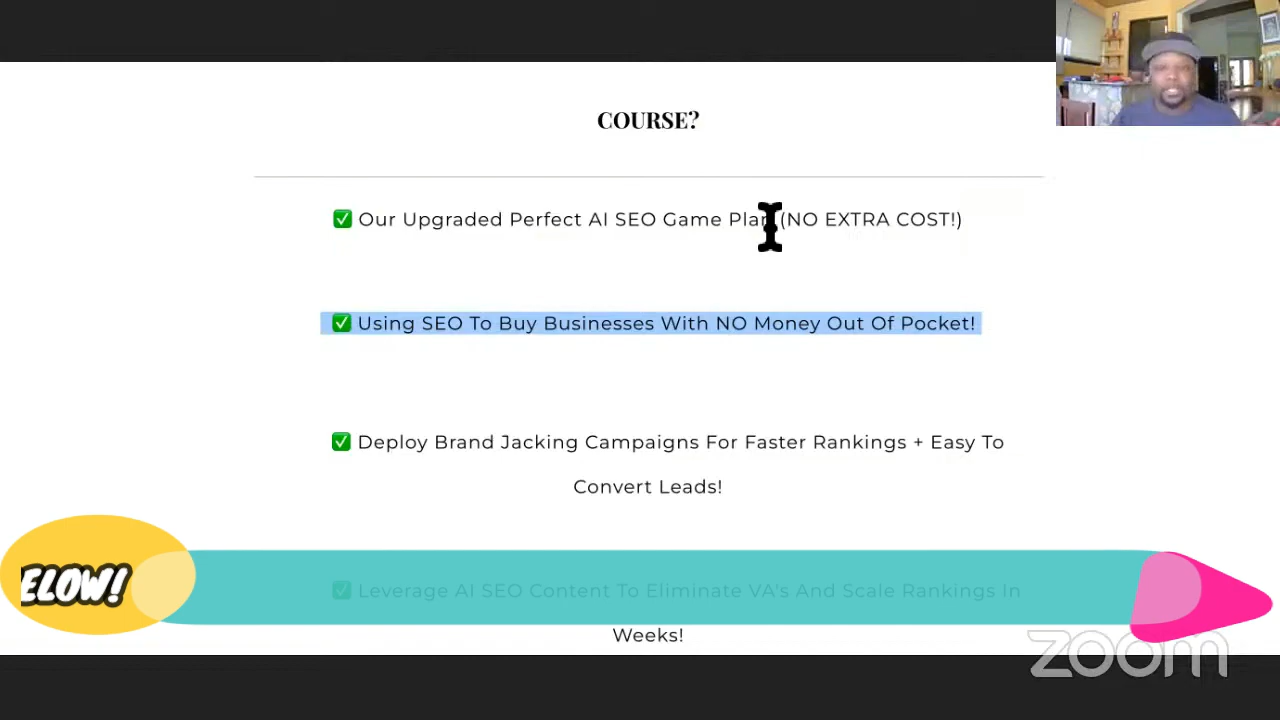 COURSE?
✅ Our Upgraded Perfect AI SEO Game Plan (NO EXTRA COST!)
✅ Using SEO To Buy Businesses With NO Money Out Of Pocket!
✅ Deploy Brand Jacking Campaigns For Faster Rankings + Easy To
Convert Leads!
ELOW!
✅ Leverage AI SEO Content To Eliminate VA's And Scale Rankings In
Weeks!
zoom